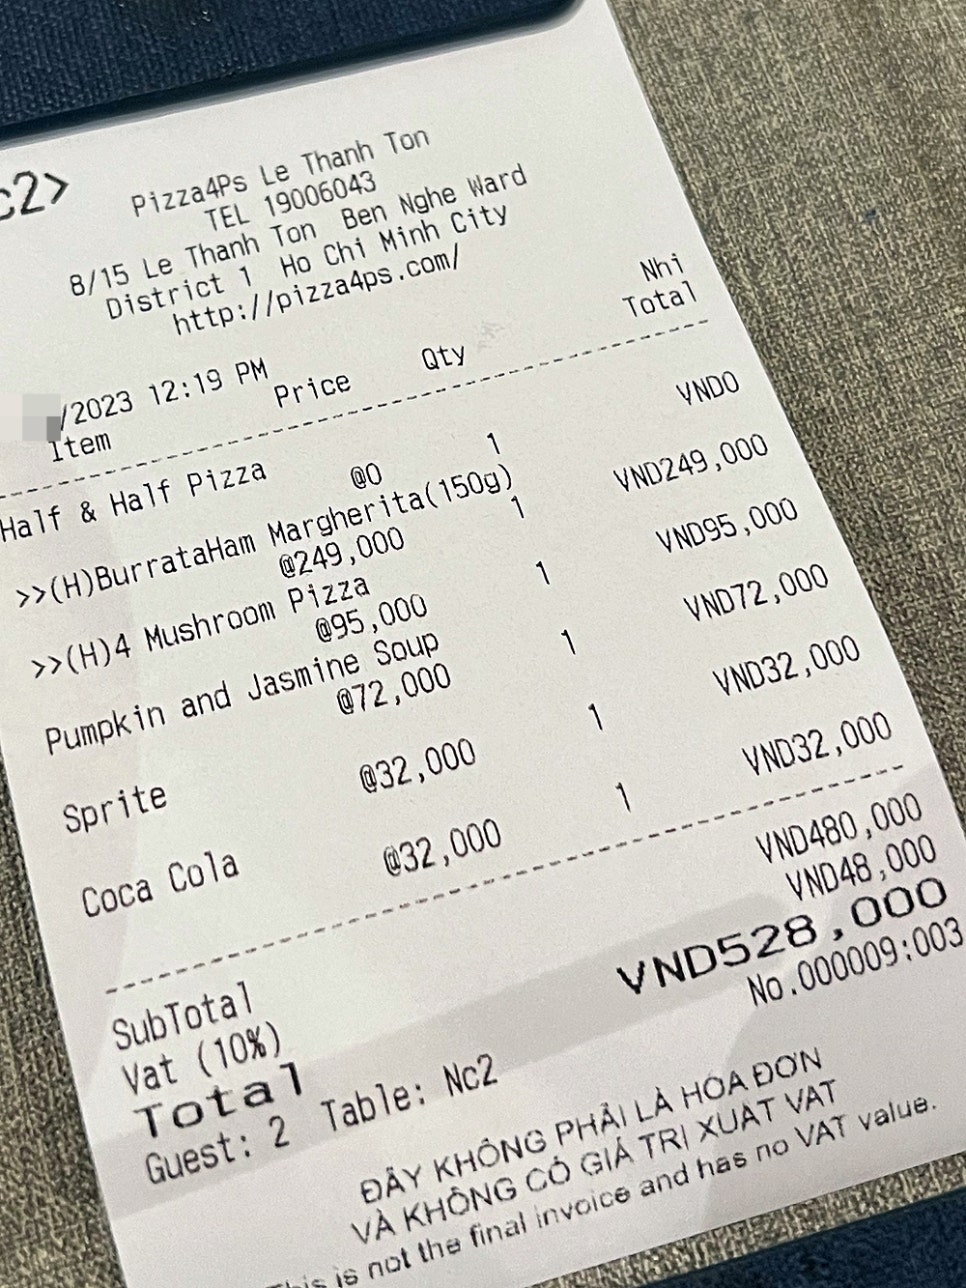 c2>
Pizza4Ps Le Thanh Ton
TEL 19006043
8/15 Le Thanh Ton Ben Nghe Ward
District 1 Ho Chi Minh City
http://pizza4ps.com/
Nhi
/2023 12:19 PM
Item Price Qty Total
Half & Half Pizza
@0 1 VND0
>>(H)BurrataHam Margherita(150g)
@249,000 1 VND249,000
>>(H)4 Mushroom Pizza
@95,000 1 VND95,000
Pumpkin and Jasmine Soup
@72,000 1 VND72,000
Sprite @32,000 1 VND32,000
Coca Cola @32,000 1 VND32,000
SubTotal VND480,000
Vat (10%) VND48,000
Total VND528,000
Guest: 2 Table: Nc2 No.000009:003
ĐÂY KHÔNG PHẢI LÀ HÓA ĐƠN
VÀ KHÔNG CÓ GIÁ TRỊ XUẤT VAT
This is not the final invoice and has no VAT value.